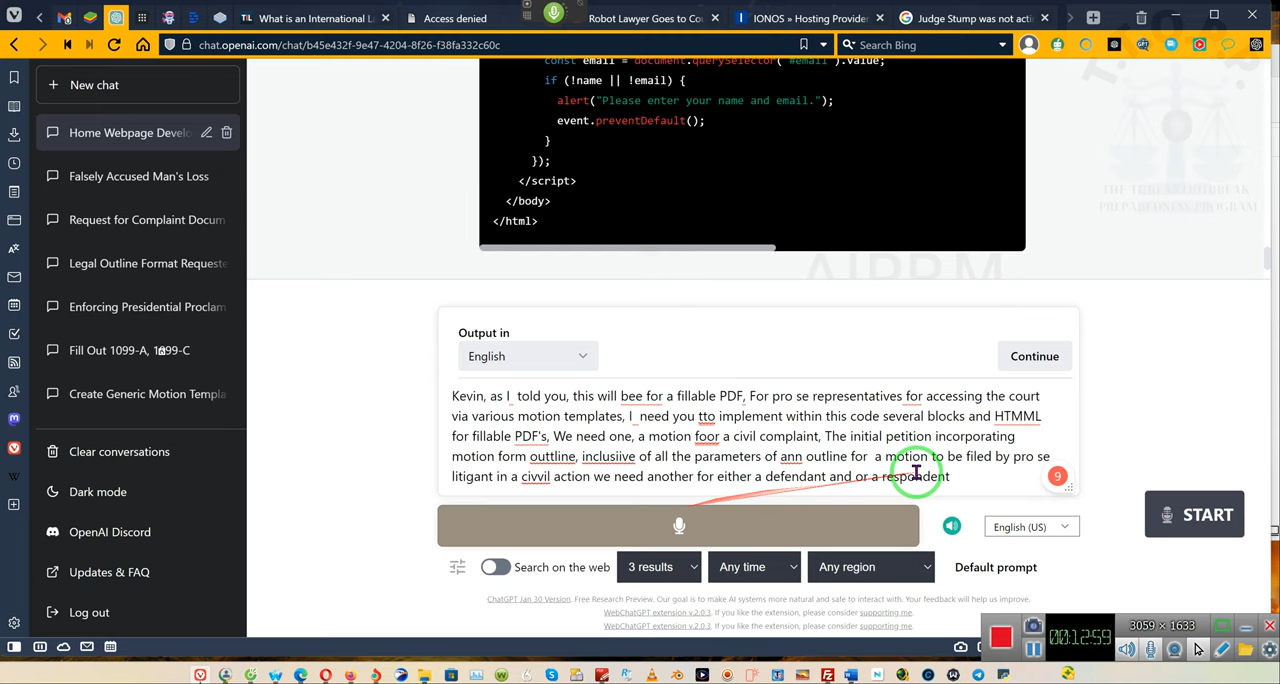 What is an International La
Access denied
Robot Lawyer Goes to Cou
IONOS » Hosting Provider
Judge Stump was not acti
chat.openai.com/chat/b45e432f-9e47-4204-8f26-f38fa332c60c
Search Bing
New chat
Home Webpage Develo
Falsely Accused Man's Loss
Request for Complaint Docum
Legal Outline Format Requeste
Enforcing Presidential Proclam
Fill Out 1099-A, 1099-C
Create Generic Motion Templa
Clear conversations
Dark mode
OpenAI Discord
Updates & FAQ
Log out
const email = document.querySelector('#email').value;
if (!name || !email) {
alert("Please enter your name and email.");
event.preventDefault();
}
});
</script>
</body>
</html>
PREPAREDNESS PROGRAM
AIPRM
Output in
English
Continue
Kevin, as I told you, this will bee for a fillable PDF, For pro se representatives for accessing the court
via various motion templates, I need you tto implement within this code several blocks and HTMML
for fillable PDF's, We need one, a motion foor a civil complaint, The initial petition incorporating
motion form outtline, inclusiive of all the parameters of ann outline for a motion to be filed by pro se
litigant in a civvil action we need another for either a defendant and or a respondent
9
START
English (US)
Search on the web
3 results
Any time
Any region
Default prompt
ChatGPT Jan 30 Version. Free Research Preview. Our goal is to make AI systems more natural and safe to interact with. Your feedback will help us improve.
WebChatGPT extension v.2.0.3. If you like the extension, please consider supporting me.
WebChatGPT extension v.2.0.3. If you like the extension, please consider supporting me.
3059 × 1633
00:12:59